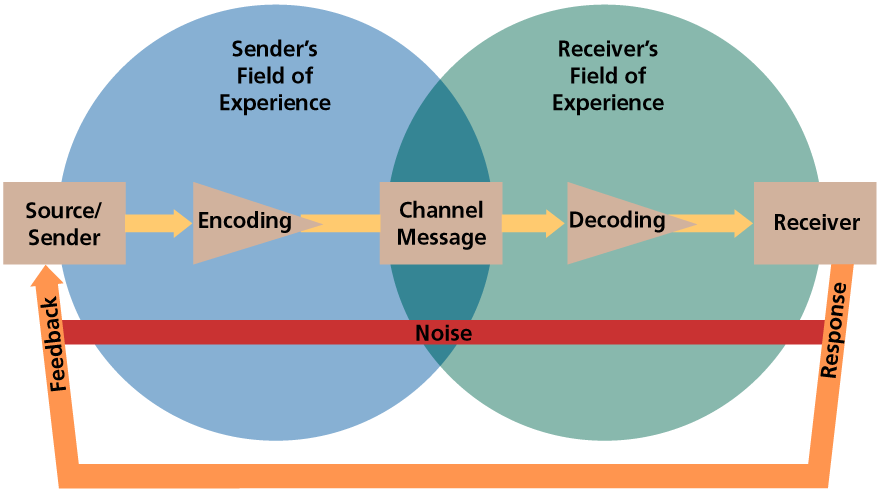 Sender's
Field of
Experience
Receiver's
Field of
Experience
Source/
Sender
Encoding
Channel
Message
Decoding
Receiver
Feedback
Noise
Response